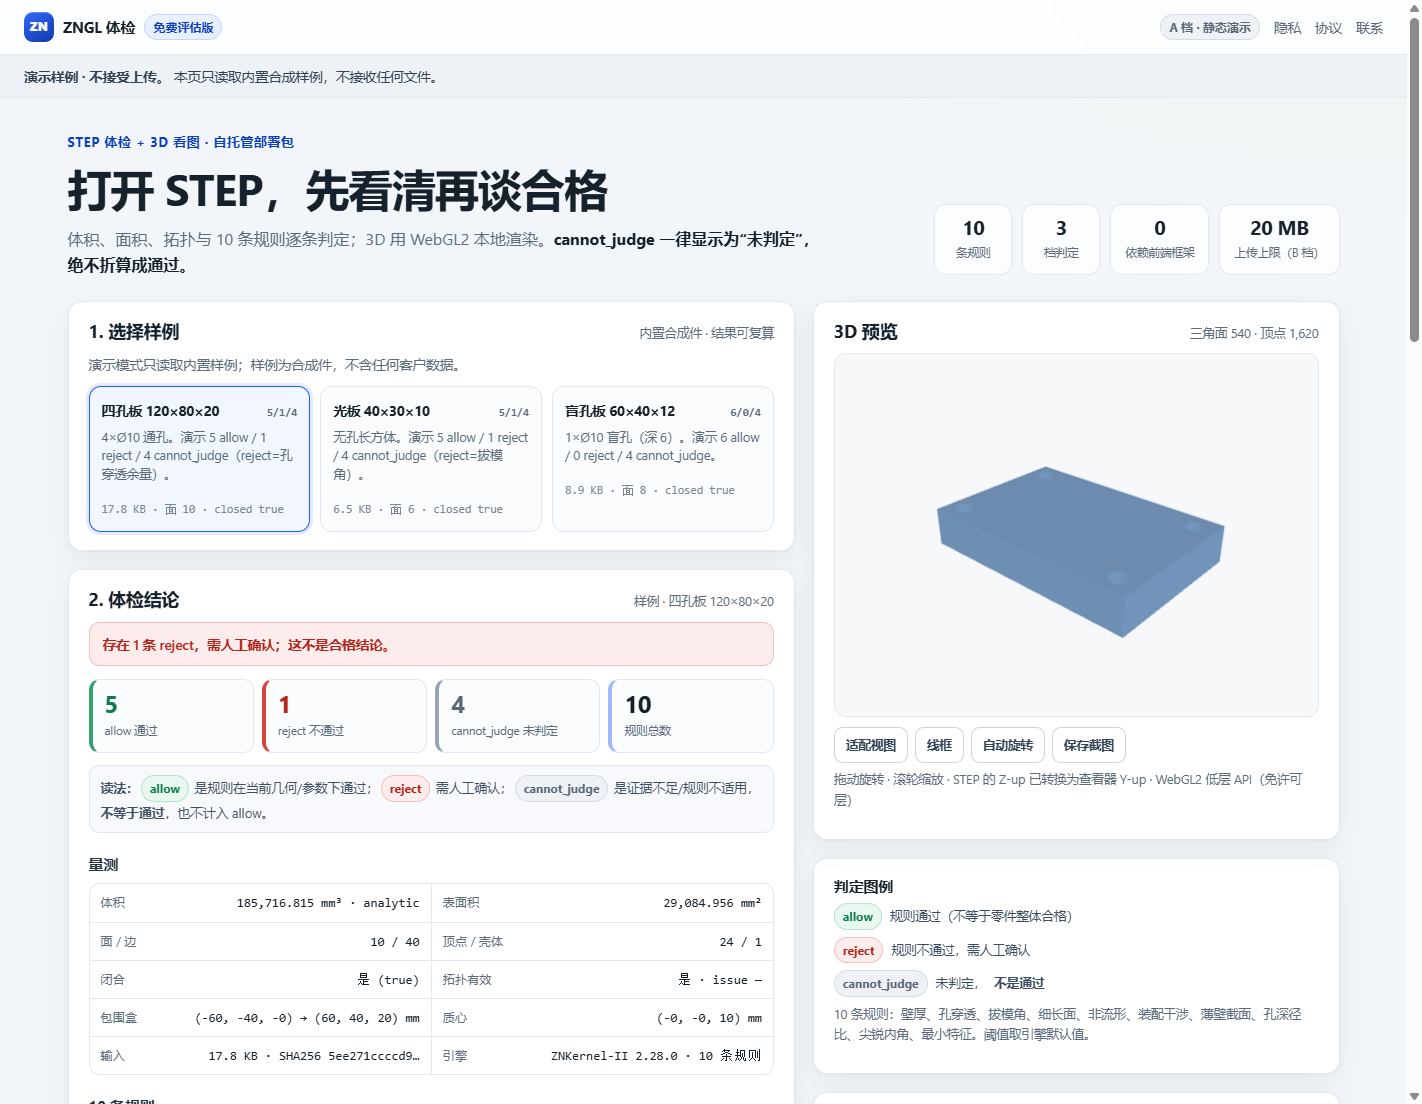 ZN ZNGL 体检 免费评估版
A 档 · 静态演示 隐私 协议 联系
演示样例 · 不接受上传。 本页只读取内置合成样例，不接收任何文件。
STEP 体检 + 3D 看图 · 自托管部署包
打开 STEP，先看清再谈合格
体积、面积、拓扑与 10 条规则逐条判定；3D 用 WebGL2 本地渲染。cannot_judge 一律显示为“未判定”，
绝不折算成通过。
10
条规则
3
档判定
0
依赖前端框架
20 MB
上传上限（B 档）
1. 选择样例
内置合成件 · 结果可复算
演示模式只读取内置样例；样例为合成件，不含任何客户数据。
四孔板 120×80×20 5/1/4
4×Ø10 通孔。演示 5 allow / 1
reject / 4 cannot_judge（reject=孔
穿透余量）。
17.8 KB · 面 10 · closed true
光板 40×30×10 5/1/4
无孔长方体。演示 5 allow / 1 reject
/ 4 cannot_judge（reject=拔模
角）。
6.5 KB · 面 6 · closed true
盲孔板 60×40×12 6/0/4
1×Ø10 盲孔（深 6）。演示 6 allow
/ 0 reject / 4 cannot_judge。
8.9 KB · 面 8 · closed true
2. 体检结论
样例 · 四孔板 120×80×20
存在 1 条 reject，需人工确认；这不是合格结论。
5
allow 通过
1
reject 不通过
4
cannot_judge 未判定
10
规则总数
读法： allow 是规则在当前几何/参数下通过； reject 需人工确认； cannot_judge 是证据不足/规则不适用，
不等于通过，也不计入 allow。
量测
体积 185,716.815 mm³ · analytic 表面积 29,084.956 mm²
面 / 边 10 / 40 顶点 / 壳体 24 / 1
闭合 是 (true) 拓扑有效 是 · issue —
包围盒 (-60, -40, -0) → (60, 40, 20) mm 质心 (-0, -0, 10) mm
输入 17.8 KB · SHA256 5ee271ccccd9… 引擎 ZNKernel-II 2.28.0 · 10 条规则
10 条规则
3D 预览
三角面 540 · 顶点 1,620
适配视图 线框 自动旋转 保存截图
拖动旋转 · 滚轮缩放 · STEP 的 Z-up 已转换为查看器 Y-up · WebGL2 低层 API（免许可
层）
判定图例
allow 规则通过（不等于零件整体合格）
reject 规则不通过，需人工确认
cannot_judge 未判定， 不是通过
10 条规则：壁厚、孔穿透、拔模角、细长面、非流形、装配干涉、薄壁截面、孔深径
比、尖锐内角、最小特征。阈值取引擎默认值。